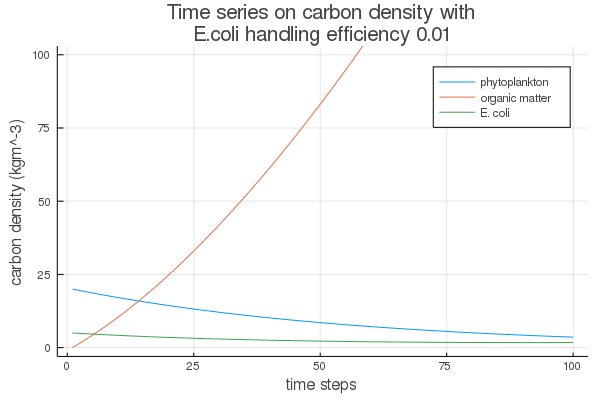 Time series on carbon density with
E.coli handling efficiency 0.01
100
75
50
25
0
carbon density (kgm^-3)
phytoplankton
organic matter
E. coli
0
25
50
75
100
time steps